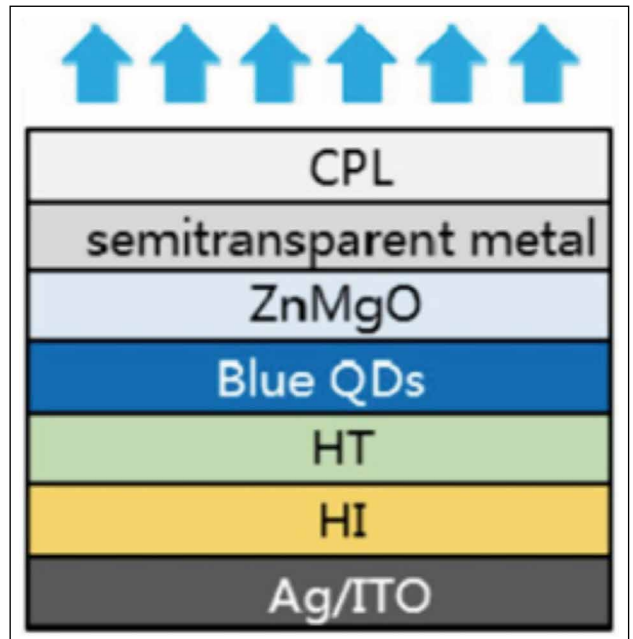 CPL
semitransparent metal
ZnMgO
Blue QDs
HT
HI
Ag/ITO